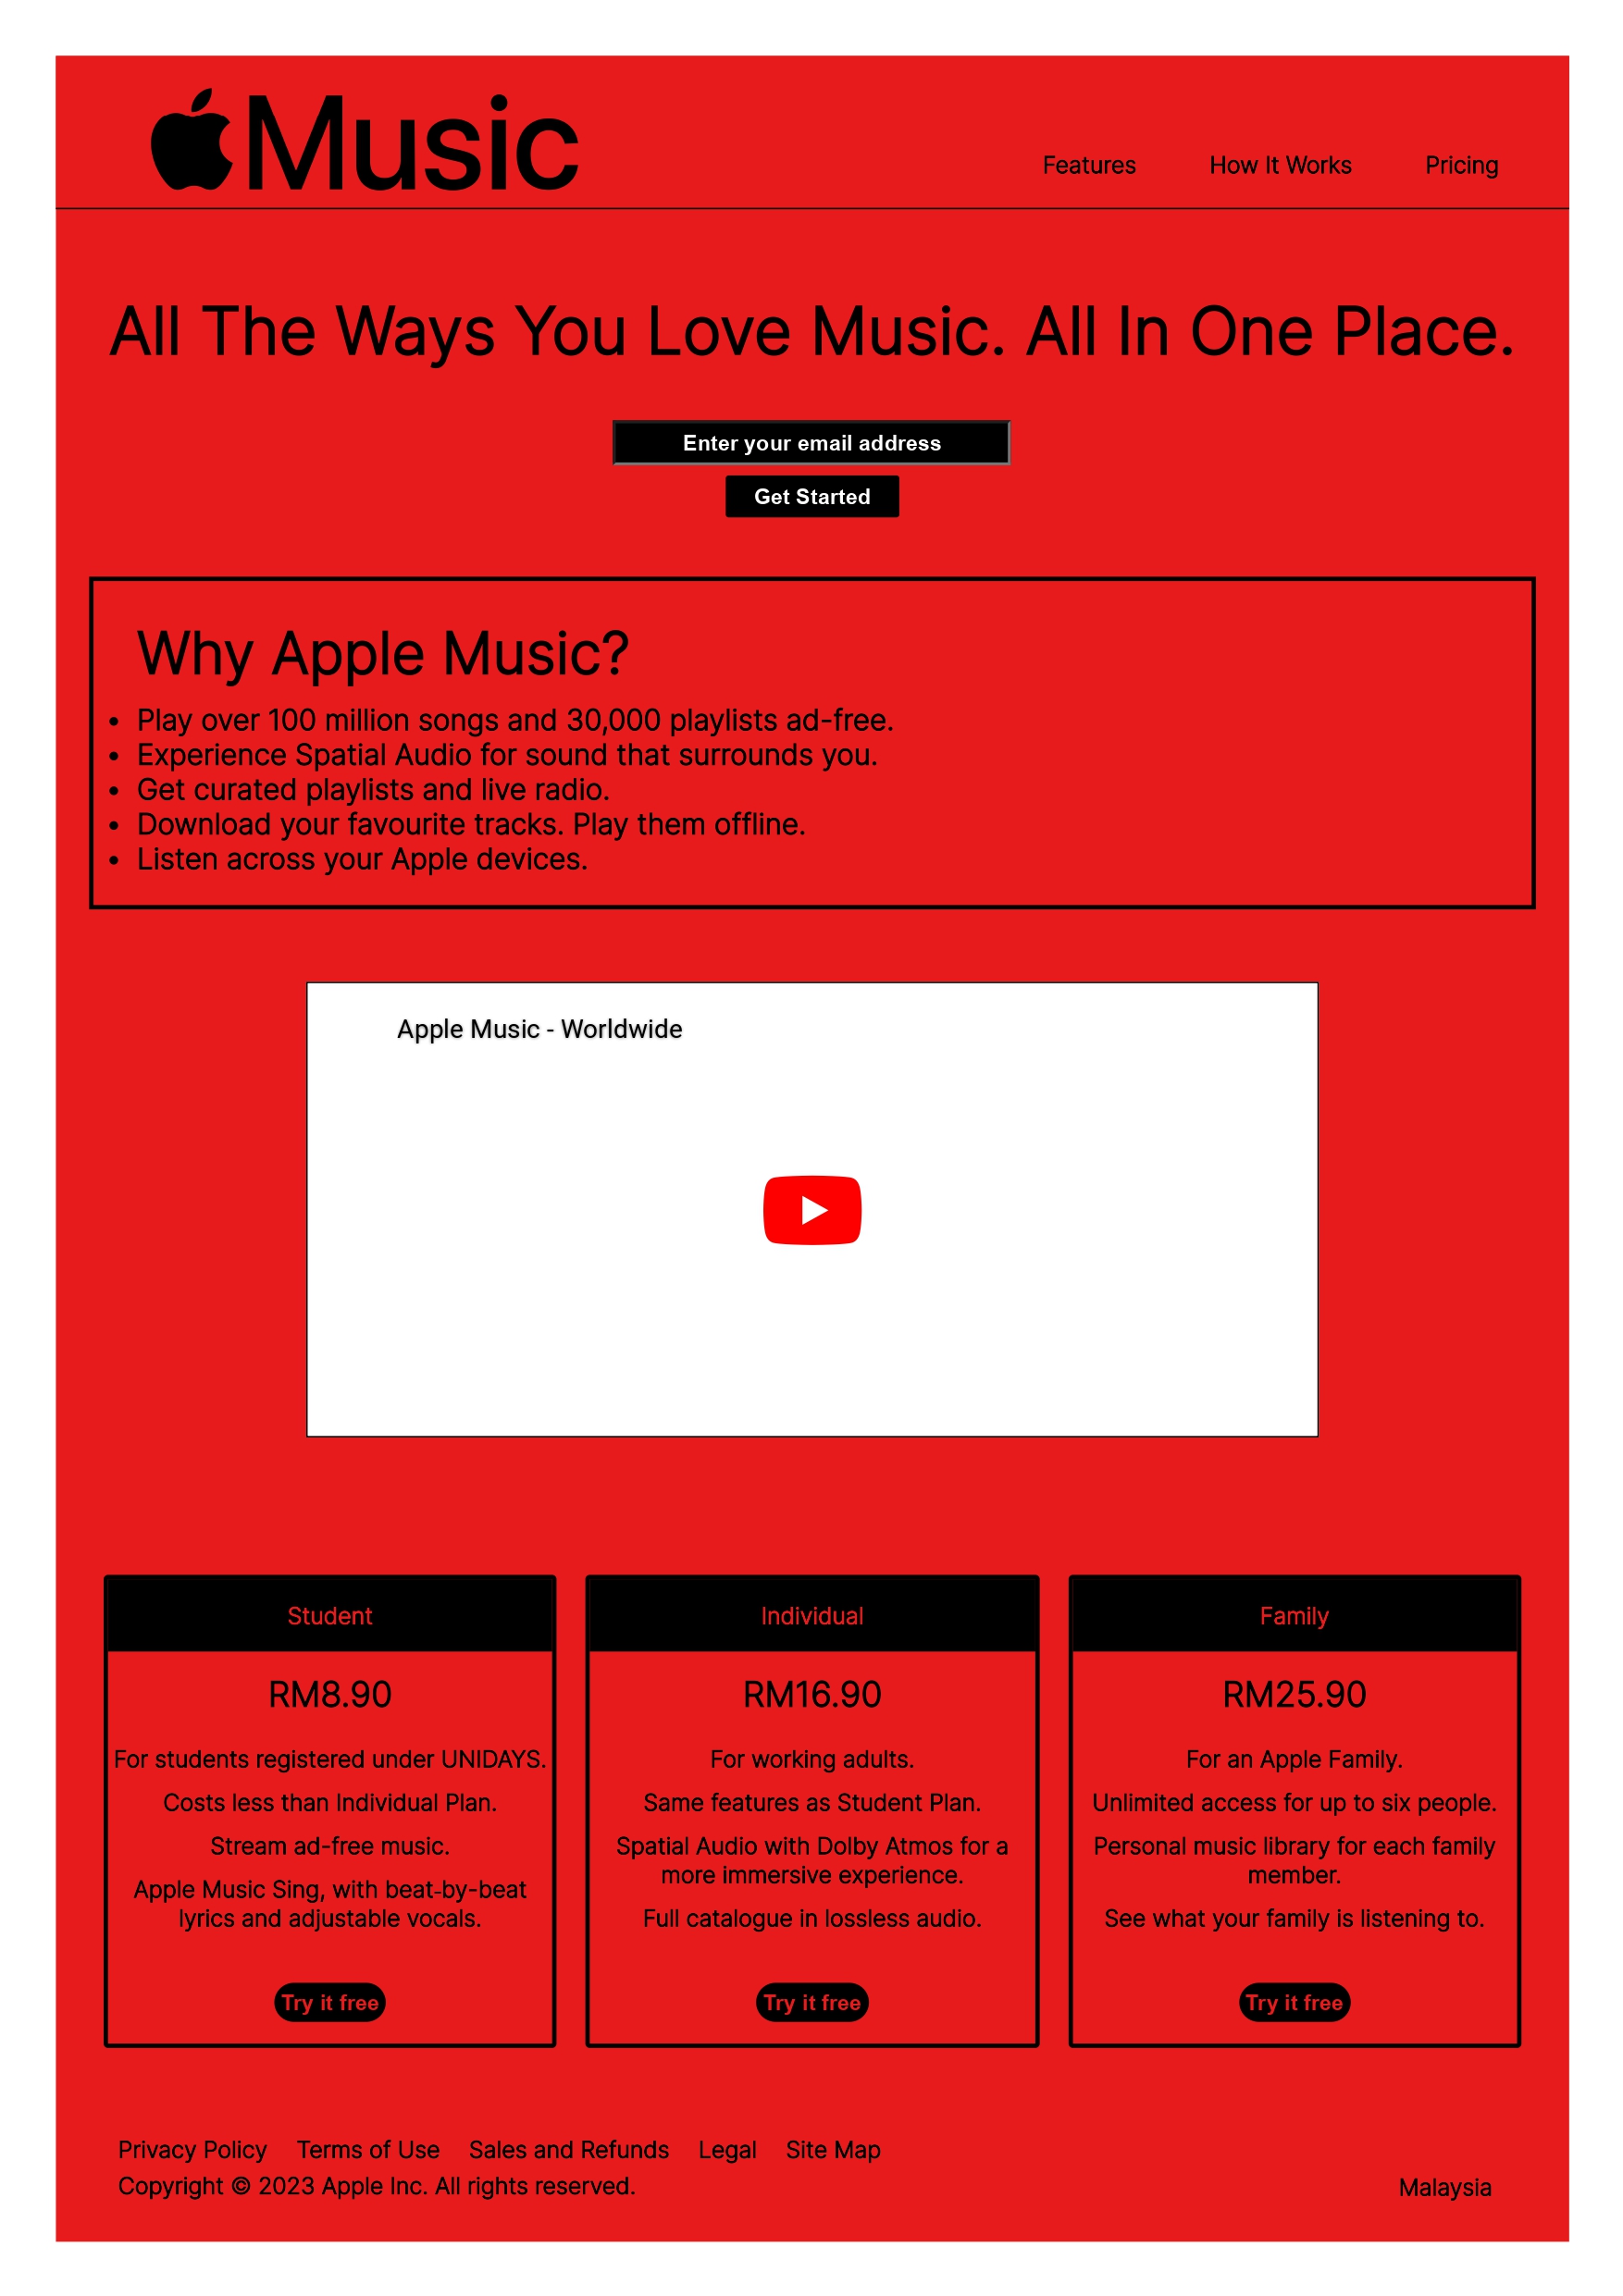 Music
Features How It Works Pricing
All The Ways You Love Music. All In One Place.
Enter your email address
Get Started
Why Apple Music?
• Play over 100 million songs and 30,000 playlists ad-free.
• Experience Spatial Audio for sound that surrounds you.
• Get curated playlists and live radio.
• Download your favourite tracks. Play them offline.
• Listen across your Apple devices.
Apple Music - Worldwide
Student
RM8.90
For students registered under UNIDAYS.
Costs less than Individual Plan.
Stream ad-free music.
Apple Music Sing, with beat-by-beat
lyrics and adjustable vocals.
Try it free
Individual
RM16.90
For working adults.
Same features as Student Plan.
Spatial Audio with Dolby Atmos for a
more immersive experience.
Full catalogue in lossless audio.
Try it free
Family
RM25.90
For an Apple Family.
Unlimited access for up to six people.
Personal music library for each family
member.
See what your family is listening to.
Try it free
Privacy Policy Terms of Use Sales and Refunds Legal Site Map
Copyright © 2023 Apple Inc. All rights reserved.
Malaysia